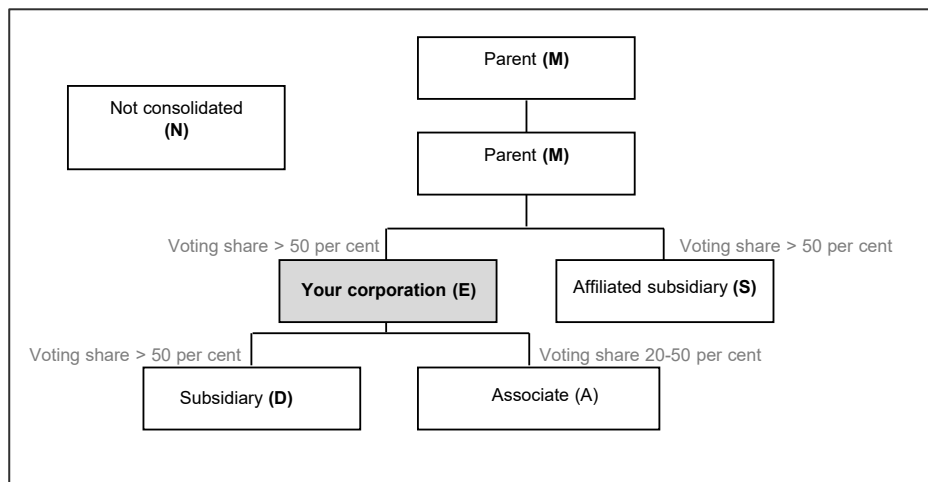 Parent (M)
Not consolidated
(N)
Parent (M)
Voting share > 50 per cent
Voting share > 50 per cent
Your corporation (E)
Affiliated subsidiary (S)
Voting share > 50 per cent
Voting share 20-50 per cent
Subsidiary (D)
Associate (A)